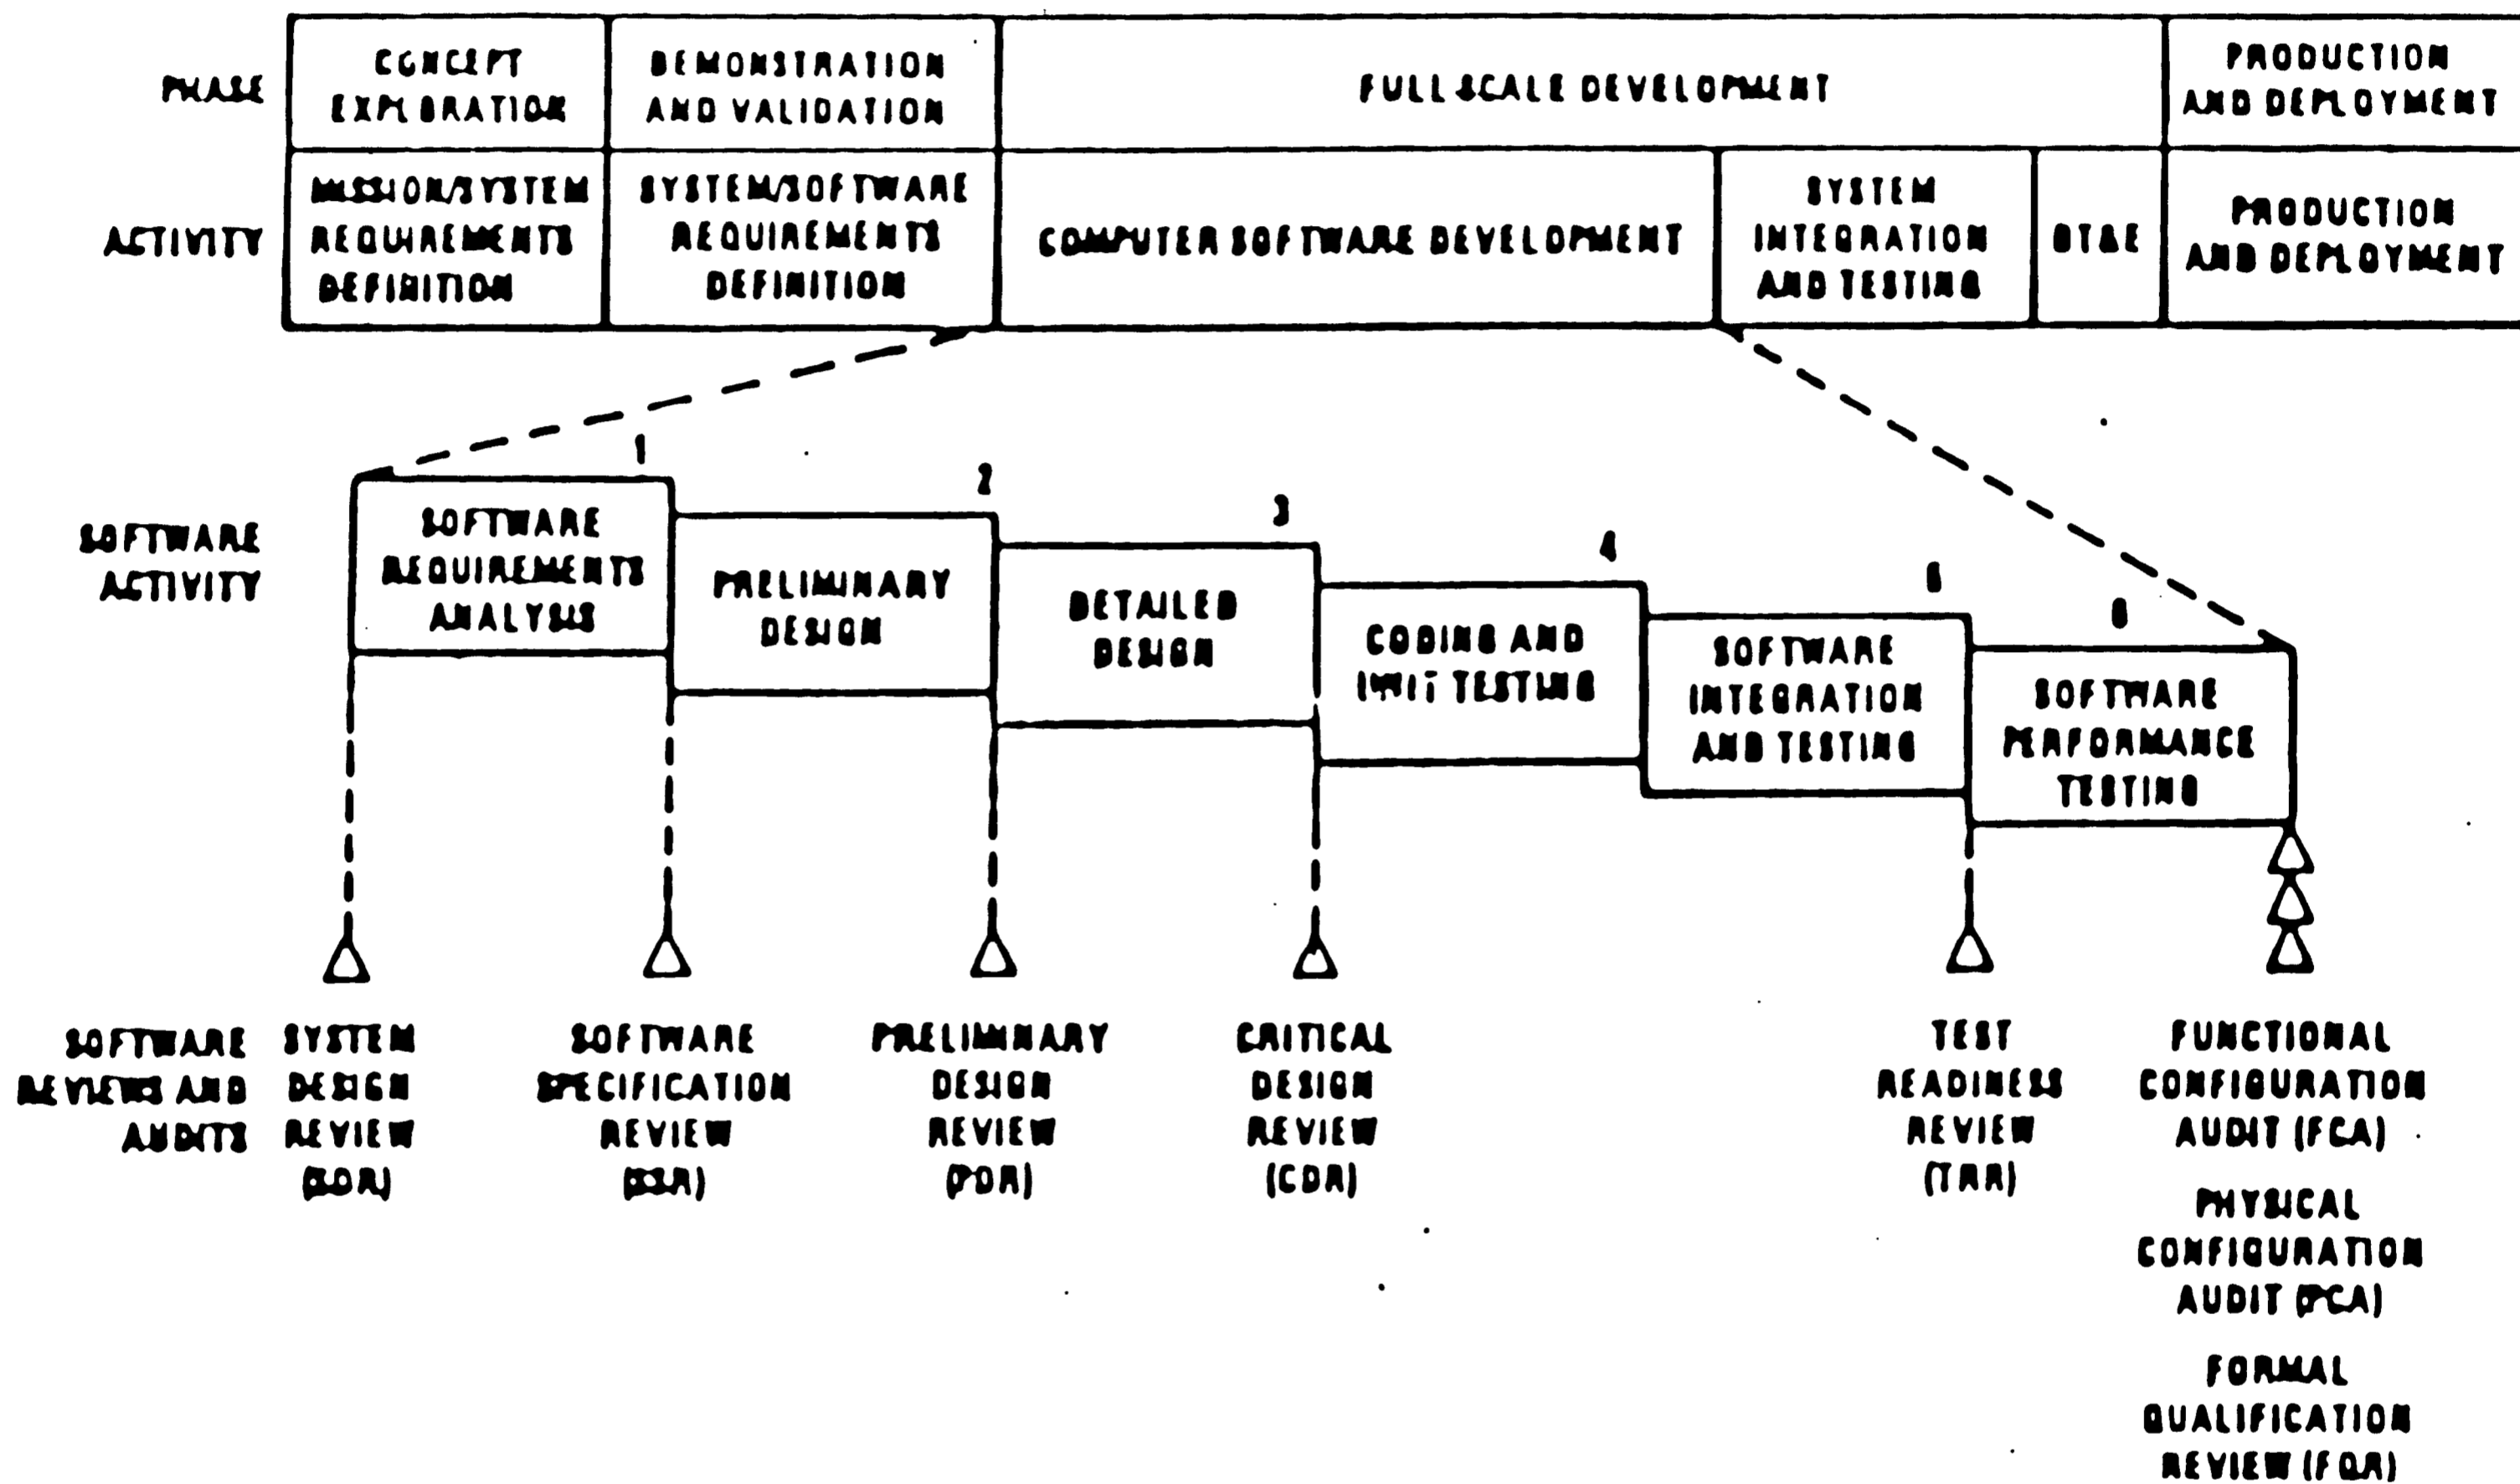 PHASE
CONCEPT
EXPLORATION
DEMONSTRATION
AND VALIDATION
FULL SCALE DEVELOPMENT
PRODUCTION
AND DEPLOYMENT
ACTIVITY
MISSION/SYSTEM
REQUIREMENTS
DEFINITION
SYSTEM/SOFTWARE
REQUIREMENTS
DEFINITION
COMPUTER SOFTWARE DEVELOPMENT
SYSTEM
INTEGRATION
AND TESTING
OT&E
PRODUCTION
AND DEPLOYMENT
1
2
3
4
5
6
SOFTWARE
ACTIVITY
SOFTWARE
REQUIREMENTS
ANALYSIS
PRELIMINARY
DESIGN
DETAILED
DESIGN
CODING AND
UNIT TESTING
SOFTWARE
INTEGRATION
AND TESTING
SOFTWARE
PERFORMANCE
TESTING
SOFTWARE
REVIEWS AND
AUDITS
SYSTEM
DESIGN
REVIEW
(SDR)
SOFTWARE
SPECIFICATION
REVIEW
(SSR)
PRELIMINARY
DESIGN
REVIEW
(PDR)
CRITICAL
DESIGN
REVIEW
(CDR)
TEST
READINESS
REVIEW
(TRR)
FUNCTIONAL
CONFIGURATION
AUDIT (FCA)
PHYSICAL
CONFIGURATION
AUDIT (PCA)
FORMAL
QUALIFICATION
REVIEW (FQR)